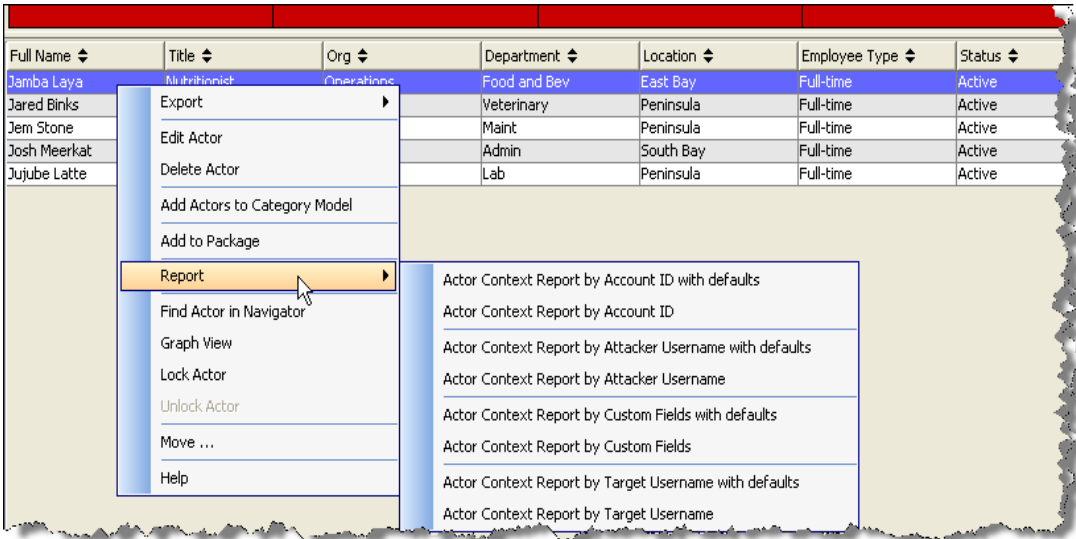 Full Name Title Org Department Location Employee Type Status
Jamba Laya Nutritionist Operations Food and Bev East Bay Full-time Active
Jared Binks Veterinary Peninsula Full-time Active
Jem Stone Maint Peninsula Full-time Active
Josh Meerkat Admin South Bay Full-time Active
Jujube Latte Lab Peninsula Full-time Active
Export
Edit Actor
Delete Actor
Add Actors to Category Model
Add to Package
Report
Find Actor in Navigator
Graph View
Lock Actor
Unlock Actor
Move ...
Help
Actor Context Report by Account ID with defaults
Actor Context Report by Account ID
Actor Context Report by Attacker Username with defaults
Actor Context Report by Attacker Username
Actor Context Report by Custom Fields with defaults
Actor Context Report by Custom Fields
Actor Context Report by Target Username with defaults
Actor Context Report by Target Username